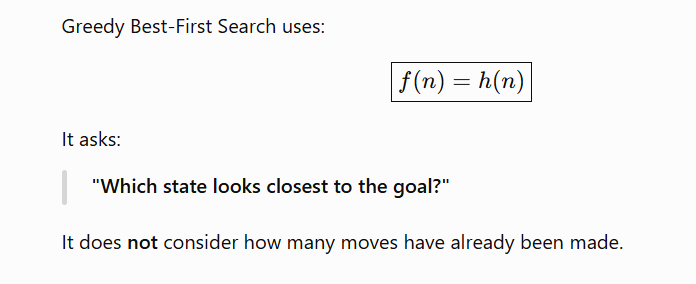 Greedy Best-First Search uses:
f(n) = h(n)
It asks:
"Which state looks closest to the goal?"
It does not consider how many moves have already been made.